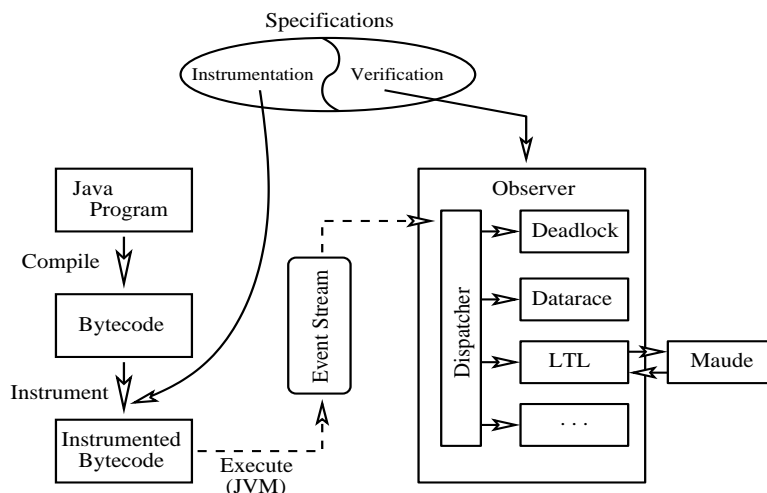 Specifications
Instrumentation
Verification
Java
Program
Compile
Bytecode
Instrument
Instrumented
Bytecode
Execute
(JVM)
Event Stream
Observer
Dispatcher
Deadlock
Datarace
LTL
. . .
Maude